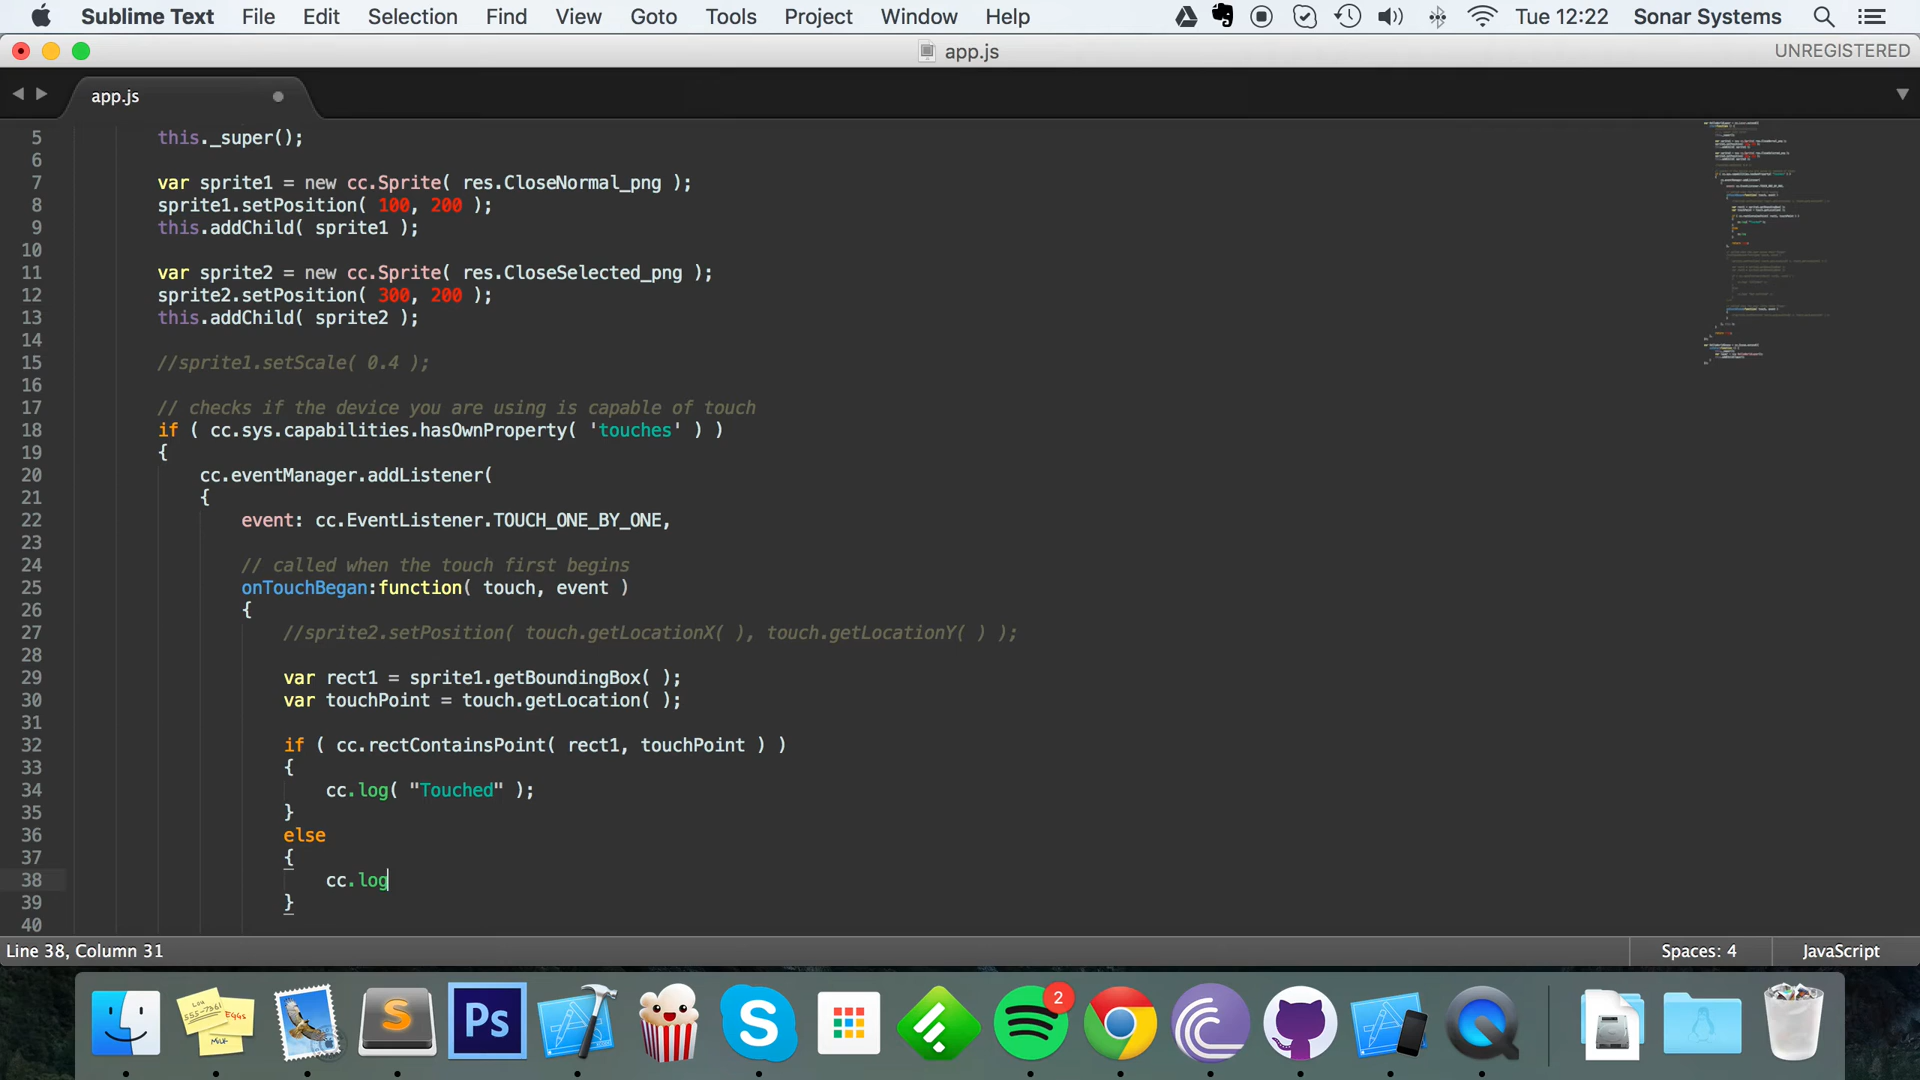 Sublime Text File Edit Selection Find View Goto Tools Project Window Help Tue 12:22 Sonar Systems
app.js UNREGISTERED
app.js
5 this._super();
6
7 var sprite1 = new cc.Sprite( res.CloseNormal_png );
8 sprite1.setPosition( 100, 200 );
9 this.addChild( sprite1 );
10
11 var sprite2 = new cc.Sprite( res.CloseSelected_png );
12 sprite2.setPosition( 300, 200 );
13 this.addChild( sprite2 );
14
15 //sprite1.setScale( 0.4 );
16
17 // checks if the device you are using is capable of touch
18 if ( cc.sys.capabilities.hasOwnProperty( 'touches' ) )
19 {
20 cc.eventManager.addListener(
21 {
22 event: cc.EventListener.TOUCH_ONE_BY_ONE,
23
24 // called when the touch first begins
25 onTouchBegan:function( touch, event )
26 {
27 //sprite2.setPosition( touch.getLocationX( ), touch.getLocationY( ) );
28
29 var rect1 = sprite1.getBoundingBox( );
30 var touchPoint = touch.getLocation( );
31
32 if ( cc.rectContainsPoint( rect1, touchPoint ) )
33 {
34 cc.log( "Touched" );
35 }
36 else
37 {
38 cc.log
39 }
40
Line 38, Column 31 Spaces: 4 JavaScript
2
Ps